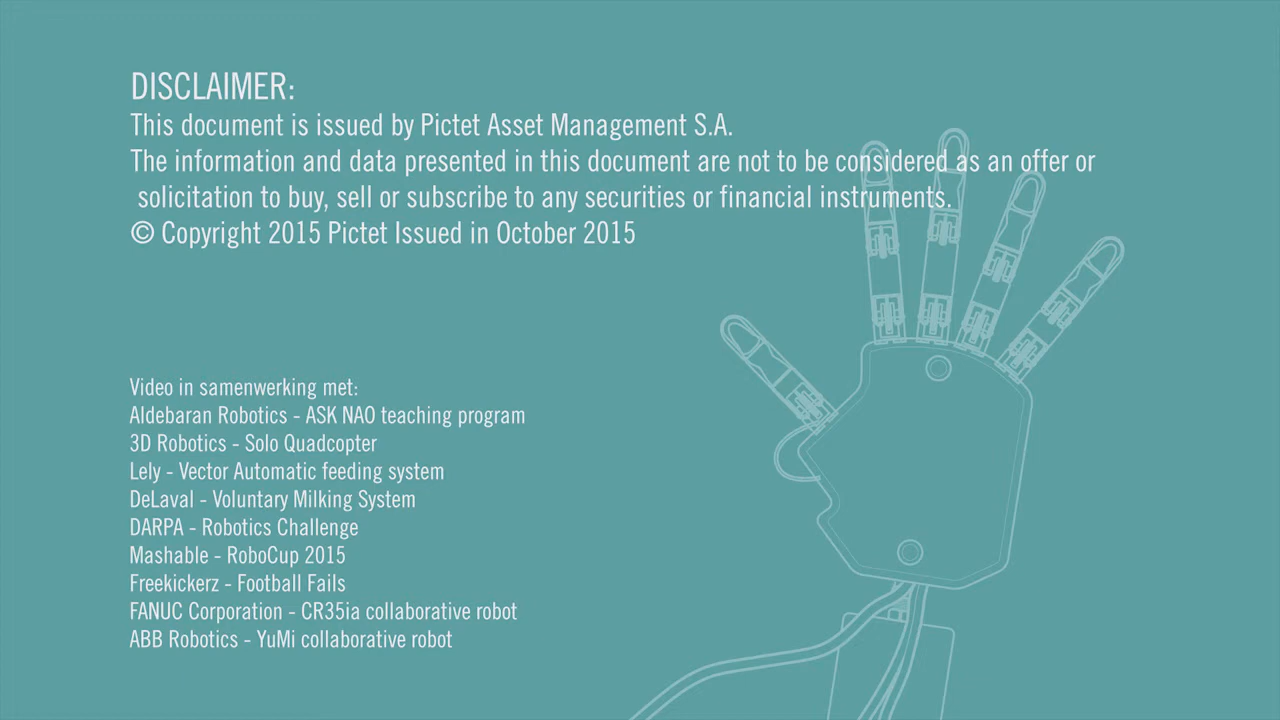 DISCLAIMER:
This document is issued by Pictet Asset Management S.A.
The information and data presented in this document are not to be considered as an offer or
solicitation to buy, sell or subscribe to any securities or financial instruments.
© Copyright 2015 Pictet Issued in October 2015
Video in samenwerking met:
Aldebaran Robotics - ASK NAO teaching program
3D Robotics - Solo Quadcopter
Lely - Vector Automatic feeding system
DeLaval - Voluntary Milking System
DARPA - Robotics Challenge
Mashable - RoboCup 2015
Freekickerz - Football Fails
FANUC Corporation - CR35ia collaborative robot
ABB Robotics - YuMi collaborative robot